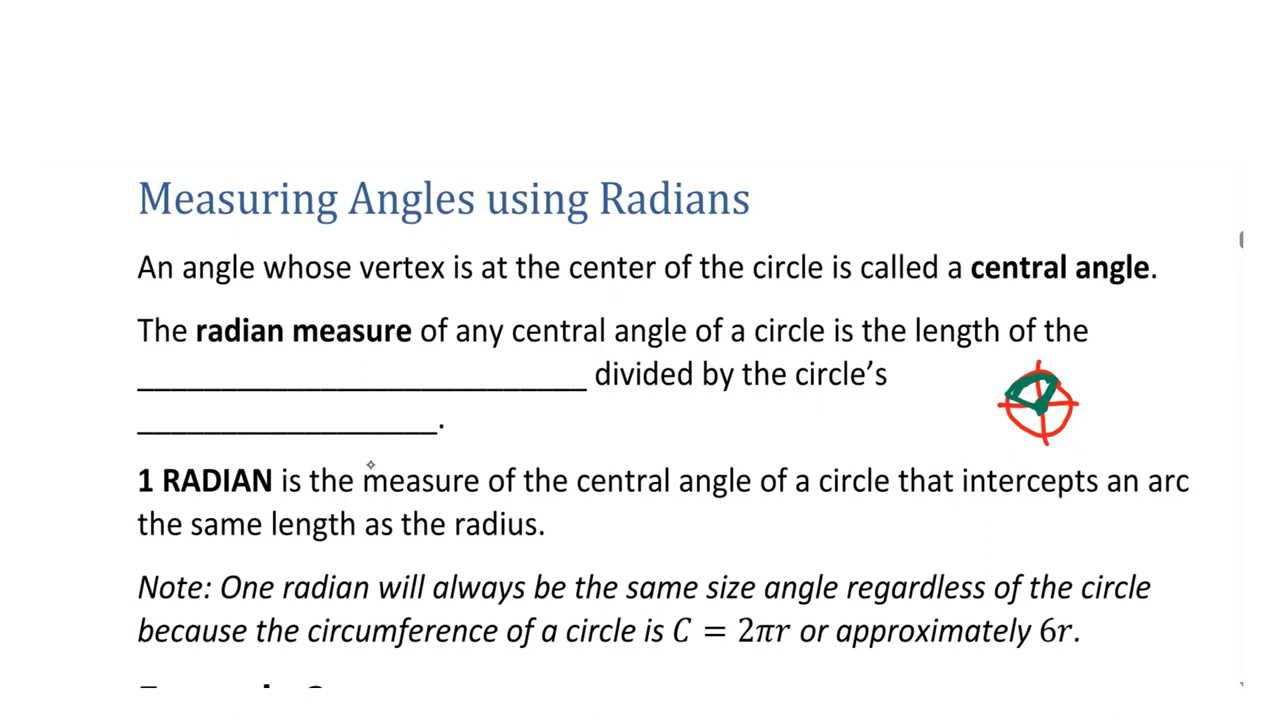 Measuring Angles using Radians
An angle whose vertex is at the center of the circle is called a central angle.
The radian measure of any central angle of a circle is the length of the
___________________________ divided by the circle’s
__________________.
1 RADIAN is the measure of the central angle of a circle that intercepts an arc
the same length as the radius.
Note: One radian will always be the same size angle regardless of the circle
because the circumference of a circle is C = 2πr or approximately 6r.